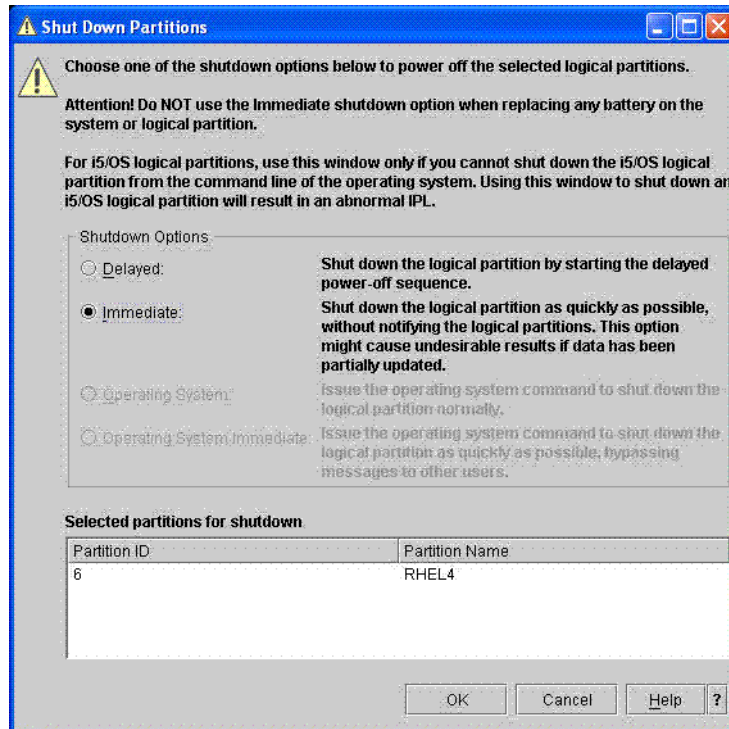 Shut Down Partitions
Choose one of the shutdown options below to power off the selected logical partitions.
Attention! Do NOT use the Immediate shutdown option when replacing any battery on the
system or logical partition.
For i5/OS logical partitions, use this window only if you cannot shut down the i5/OS logical
partition from the command line of the operating system. Using this window to shut down an
i5/OS logical partition will result in an abnormal IPL.
Shutdown Options
Delayed: Shut down the logical partition by starting the delayed
power-off sequence.
Immediate: Shut down the logical partition as quickly as possible,
without notifying the logical partitions. This option
might cause undesirable results if data has been
partially updated.
Operating System: Issue the operating system command to shut down the
logical partition normally.
Operating System Immediate: Issue the operating system command to shut down the
logical partition as quickly as possible, bypassing
messages to other users.
Selected partitions for shutdown
Partition ID Partition Name
6 RHEL4
OK Cancel Help ?